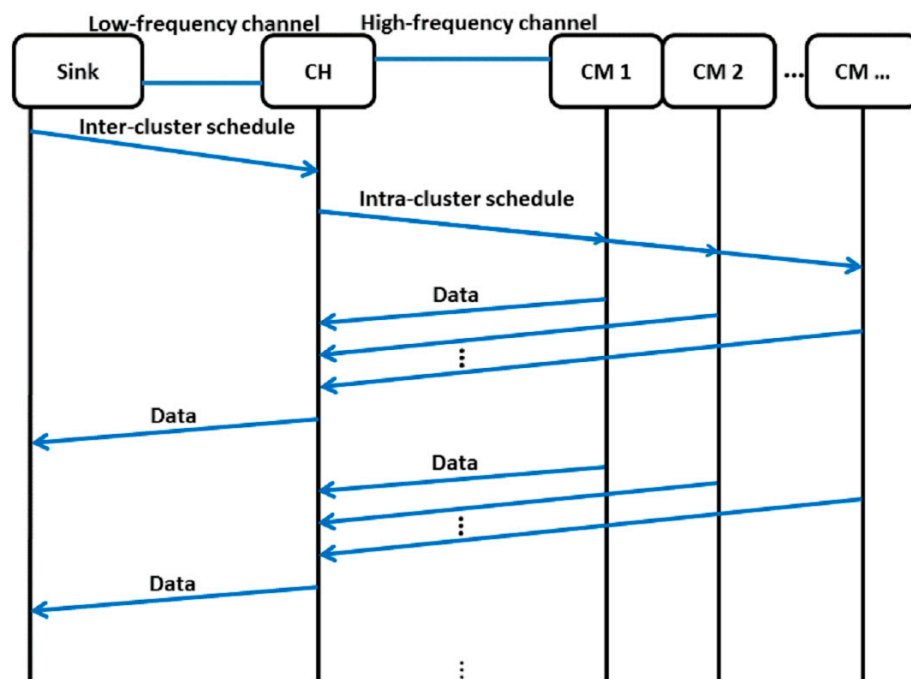 Low-frequency channel
High-frequency channel
Sink
CH
CM 1
CM 2
...
CM ...
Inter-cluster schedule
Intra-cluster schedule
Data
...
Data
Data
...
Data
...